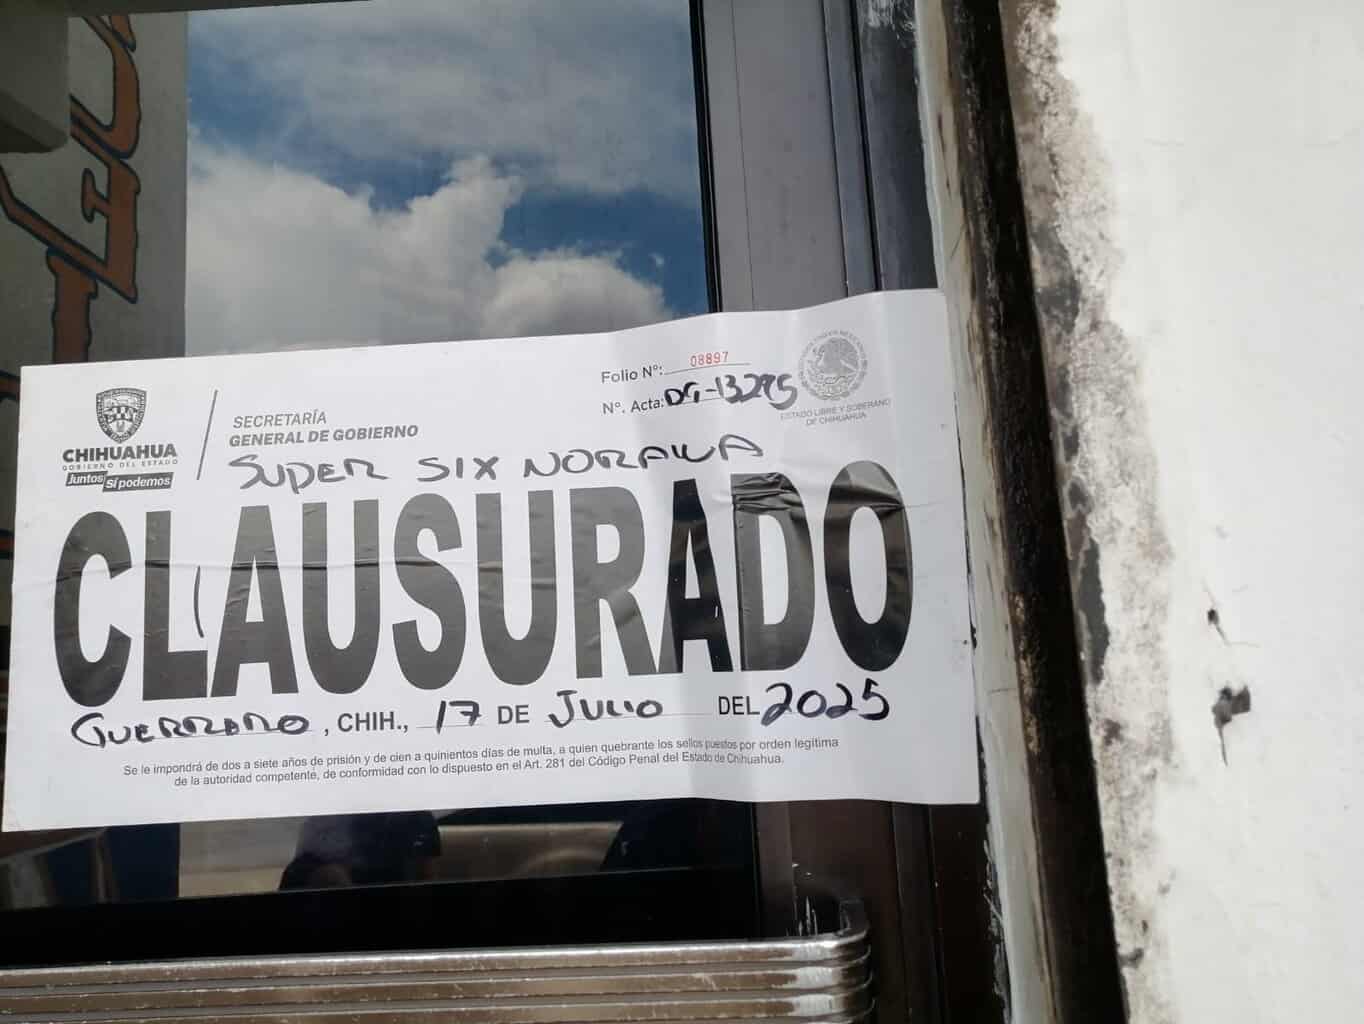 Folio N°: 08897
N°. Acta: DG-13295
ESTADO LIBRE Y SOBERANO
DE CHIHUAHUA
CHIHUAHUA
GOBIERNO DEL ESTADO
Juntos Sí podemos
SECRETARÍA
GENERAL DE GOBIERNO
SUPER SIX NORAWA
CLAUSURADO
GUERRERO, CHIH., 17 DE JULIO DEL 2025
Se le impondrá de dos a siete años de prisión y de cien a quinientos días de multa, a quien quebrante los sellos puestos por orden legítima
de la autoridad competente, de conformidad con lo dispuesto en el Art. 281 del Código Penal del Estado de Chihuahua.